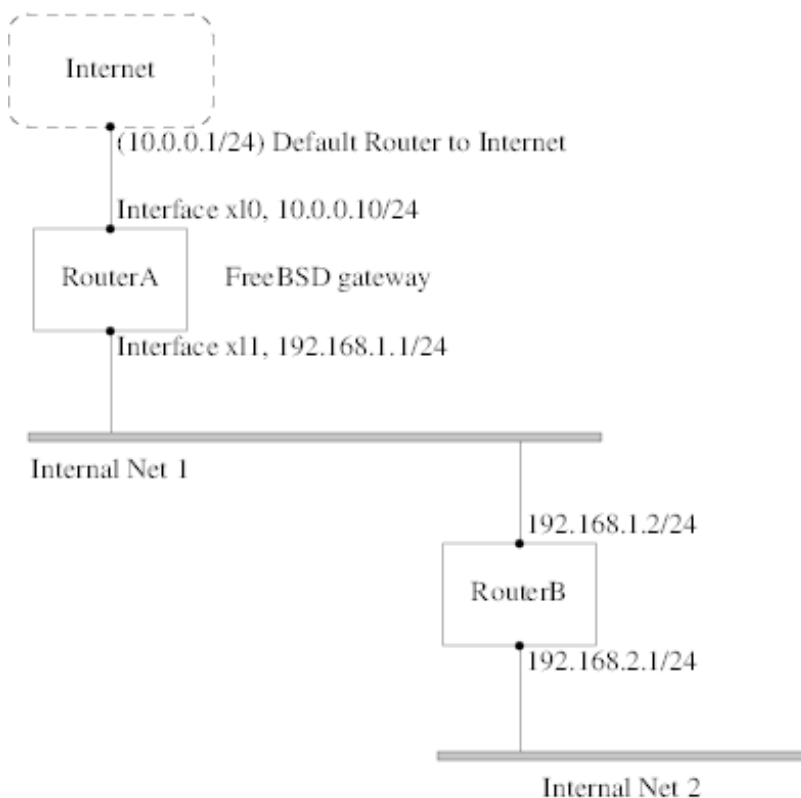 Internet
(10.0.0.1/24) Default Router to Internet
Interface xl0, 10.0.0.10/24
RouterA
FreeBSD gateway
Interface xl1, 192.168.1.1/24
Internal Net 1
192.168.1.2/24
RouterB
192.168.2.1/24
Internal Net 2